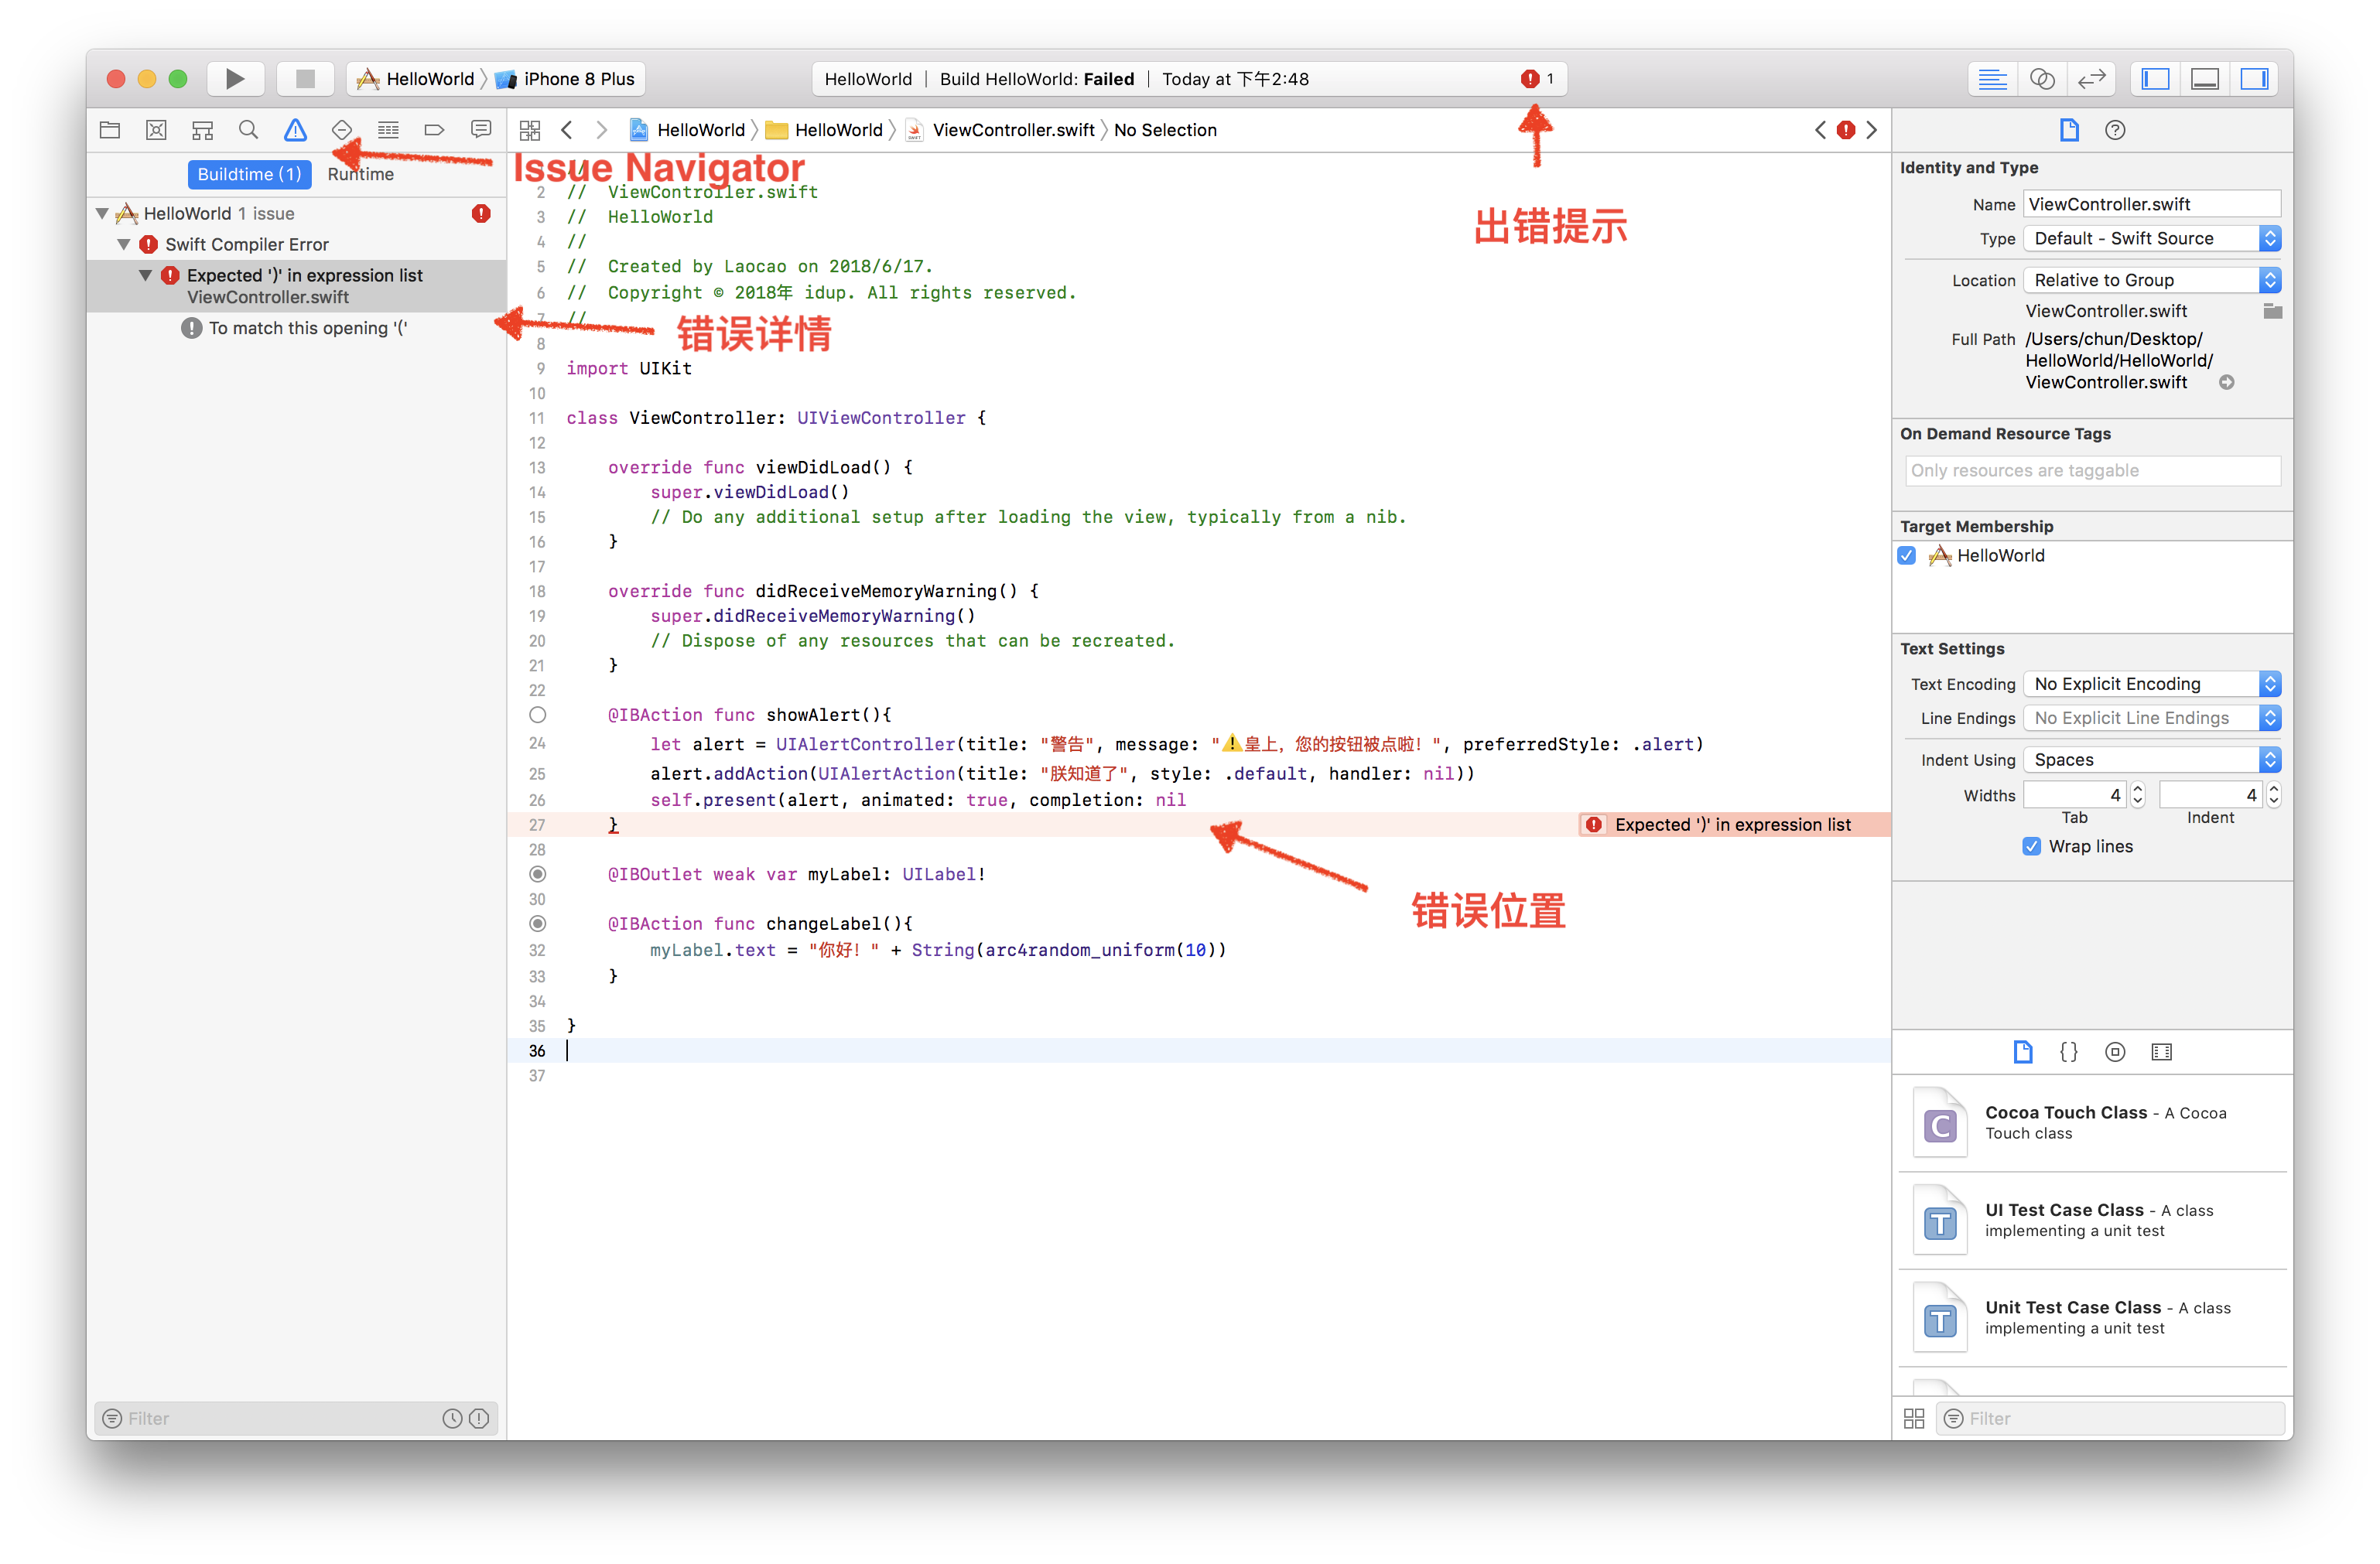 HelloWorld
iPhone 8 Plus
HelloWorld | Build HelloWorld: Failed | Today at 下午2:48
1
HelloWorld
HelloWorld
ViewController.swift
No Selection
Buildtime (1)
Runtime
Issue Navigator
出错提示
HelloWorld 1 issue
Swift Compiler Error
Expected ')' in expression list
ViewController.swift
To match this opening '('
错误详情
2 //  ViewController.swift
3 //  HelloWorld
4 //
5 //  Created by Laocao on 2018/6/17.
6 //  Copyright © 2018年 idup. All rights reserved.
7 //
8
9 import UIKit
10
11 class ViewController: UIViewController {
12
13     override func viewDidLoad() {
14         super.viewDidLoad()
15         // Do any additional setup after loading the view, typically from a nib.
16     }
17
18     override func didReceiveMemoryWarning() {
19         super.didReceiveMemoryWarning()
20         // Dispose of any resources that can be recreated.
21     }
22
@IBAction func showAlert(){
24         let alert = UIAlertController(title: "警告", message: "⚠️皇上，您的按钮被点啦！", preferredStyle: .alert)
25         alert.addAction(UIAlertAction(title: "朕知道了", style: .default, handler: nil))
26         self.present(alert, animated: true, completion: nil
27     }
Expected ')' in expression list
28
@IBOutlet weak var myLabel: UILabel!
错误位置
30
@IBAction func changeLabel(){
32         myLabel.text = "你好！" + String(arc4random_uniform(10))
33     }
34
35 }
36
37
Filter
Identity and Type
Name ViewController.swift
Type Default - Swift Source
Location Relative to Group
ViewController.swift
Full Path /Users/chun/Desktop/
HelloWorld/HelloWorld/
ViewController.swift
On Demand Resource Tags
Only resources are taggable
Target Membership
HelloWorld
Text Settings
Text Encoding No Explicit Encoding
Line Endings No Explicit Line Endings
Indent Using Spaces
Widths 4 4
Tab Indent
Wrap lines
{}
C
Cocoa Touch Class - A Cocoa
Touch class
T
UI Test Case Class - A class
implementing a unit test
T
Unit Test Case Class - A class
implementing a unit test
Filter